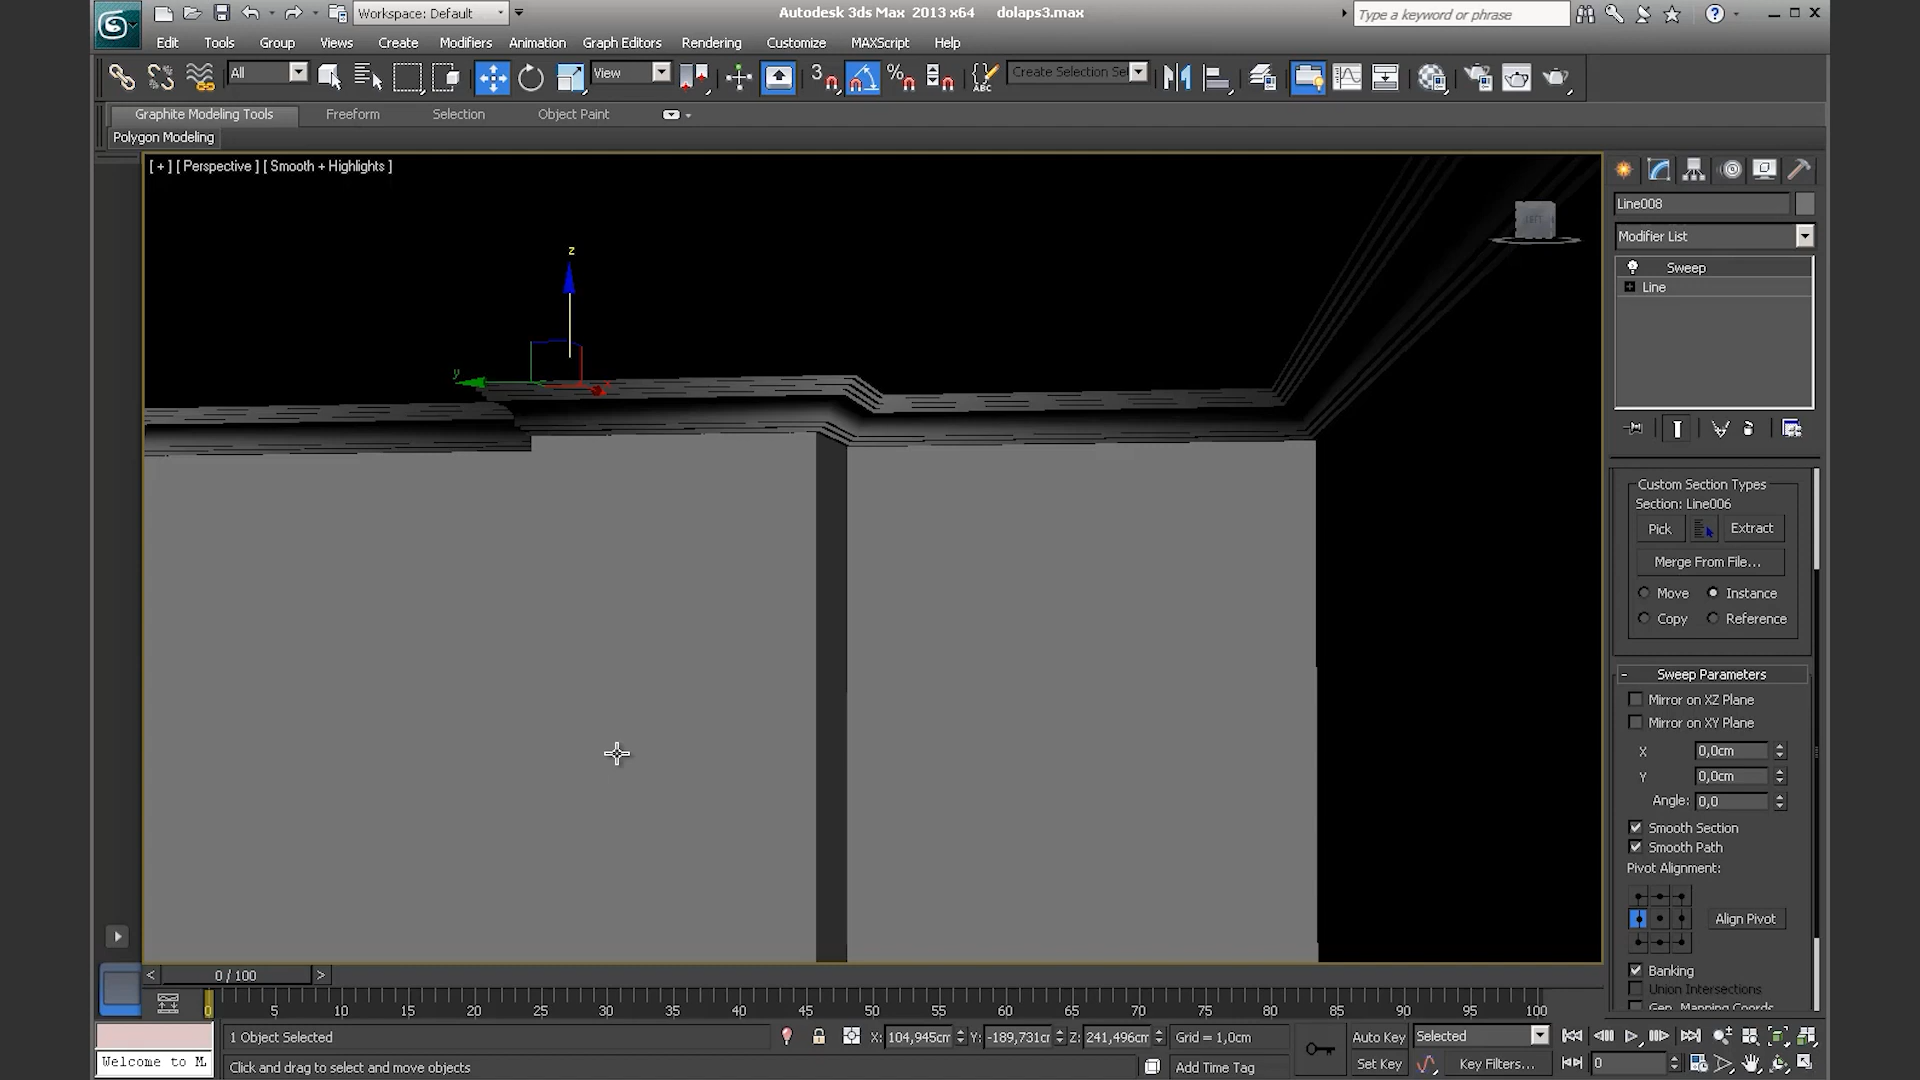 Workspace: Default
Autodesk 3ds Max 2013 x64 dolaps3.max
Type a keyword or phrase
Edit Tools Group Views Create Modifiers Animation Graph Editors Rendering Customize MAXScript Help
All
View
3
%
ABC
Create Selection Se
Graphite Modeling Tools Freeform Selection Object Paint
Polygon Modeling
[ + ] [ Perspective ] [ Smooth + Highlights ]
LEFT
z
y
Line008
Modifier List
Sweep
Line
Custom Section Types
Section: Line006
Pick Extract
Merge From File...
Move Instance
Copy Reference
- Sweep Parameters
Mirror on XZ Plane
Mirror on XY Plane
X 0,0cm
Y 0,0cm
Angle: 0,0
Smooth Section
Smooth Path
Pivot Alignment:
Align Pivot
Banking
Union Intersections
Gen. Mapping Coords
< 0 / 100 >
0 5 10 15 20 25 30 35 40 45 50 55 60 65 70 75 80 85 90 95 100
1 Object Selected X: 104,945cm Y: -189,731cm Z: 241,496cm Grid = 1,0cm Auto Key Selected
Welcome to M
Click and drag to select and move objects Add Time Tag Set Key Key Filters... 0